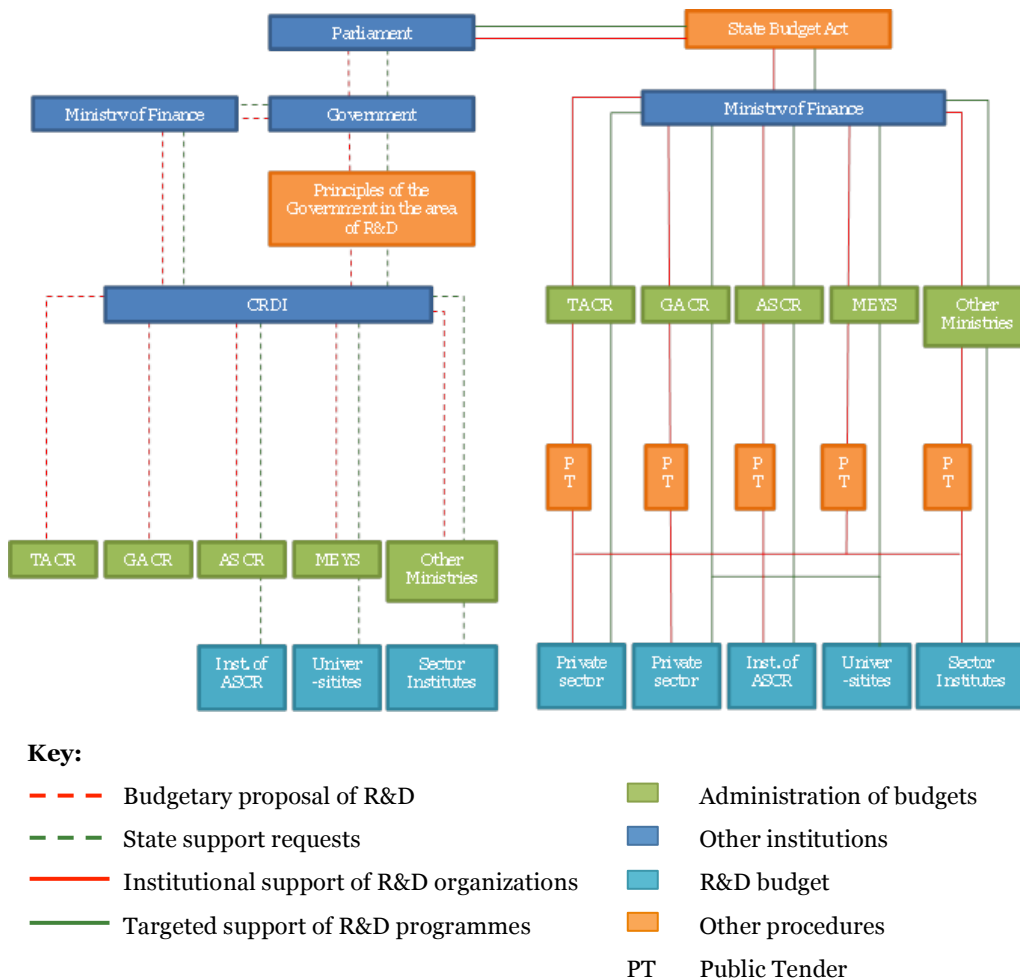 Parliament
State Budget Act
Ministry of Finance
Government
Ministry of Finance
Principles of the
Government in the area
of R&D
CRDI
TACR
GACR
ASCR
MEYS
Other
Ministries
P
T
P
T
P
T
P
T
P
T
TACR
GACR
ASCR
MEYS
Other
Ministries
Inst. of
ASCR
Univer
-sitites
Sector
Institutes
Private
sector
Private
sector
Inst. of
ASCR
Univer
-sitites
Sector
Institutes
Key:
Budgetary proposal of R&D
State support requests
Institutional support of R&D organizations
Targeted support of R&D programmes
Administration of budgets
Other institutions
R&D budget
Other procedures
PT Public Tender